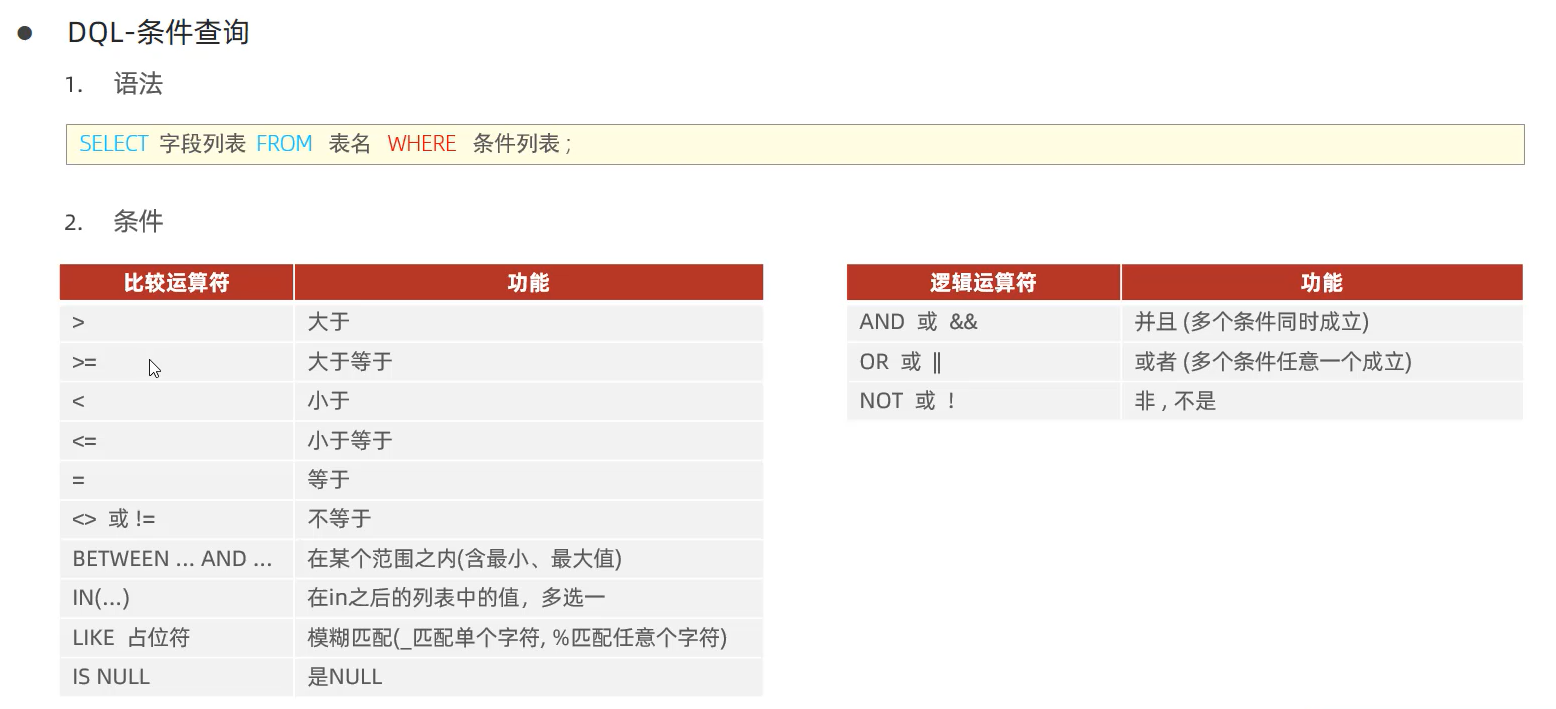 ● DQL-条件查询
1. 语法
SELECT 字段列表 FROM 表名 WHERE 条件列表 ;
2. 条件
比较运算符 功能
> 大于
>= 大于等于
< 小于
<= 小于等于
= 等于
<> 或 != 不等于
BETWEEN ... AND ... 在某个范围之内(含最小、最大值)
IN(...) 在in之后的列表中的值，多选一
LIKE 占位符 模糊匹配(_匹配单个字符, %匹配任意个字符)
IS NULL 是NULL
逻辑运算符 功能
AND 或 && 并且 (多个条件同时成立)
OR 或 || 或者 (多个条件任意一个成立)
NOT 或 ! 非 , 不是